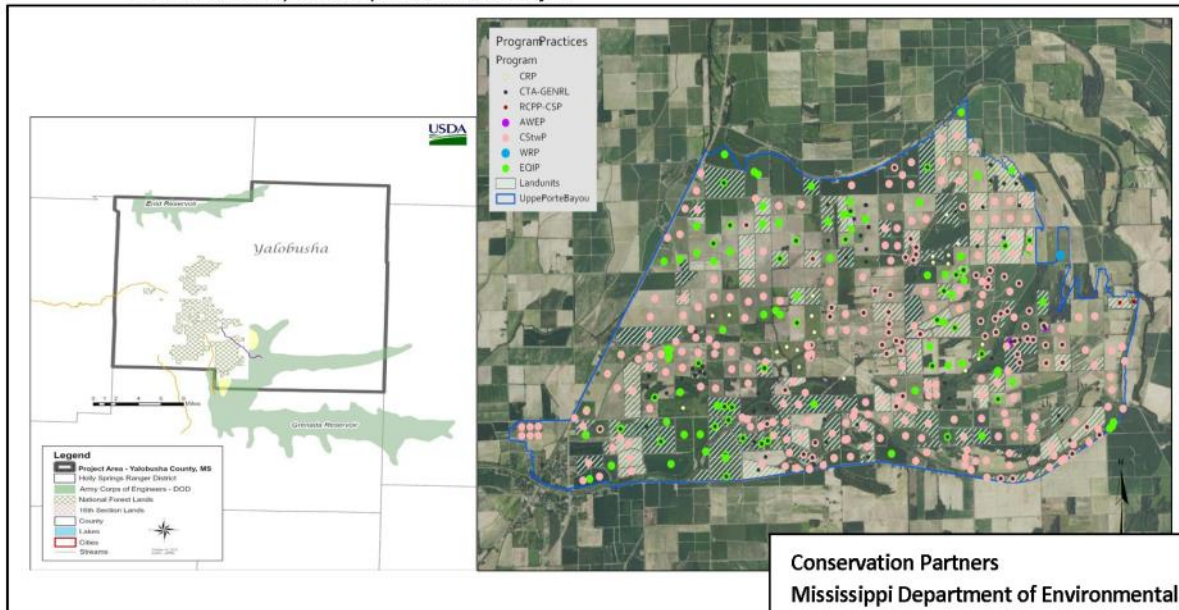 USDA
Enid Reservoir
Yalobusha
Grenada Reservoir
Miles
Legend
Project Area - Yalobusha County, MS
Holly Springs Ranger District
Army Corps of Engineers - DOD
National Forest Lands
16th Section Lands
County
Lakes
Cities
Streams
ProgramPractices
Program
CRP
CTA-GENRL
RCPP-CSP
AWEP
CStwP
WRP
EQIP
Landunits
UppePorteBayou
Conservation Partners
Mississippi Department of Environmental